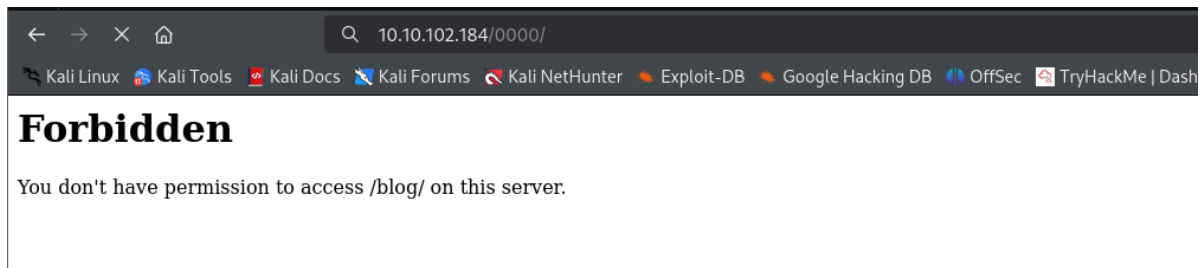 10.10.102.184/0000/
Kali Linux Kali Tools Kali Docs Kali Forums Kali NetHunter Exploit-DB Google Hacking DB OffSec TryHackMe | Dash
Forbidden
You don't have permission to access /blog/ on this server.